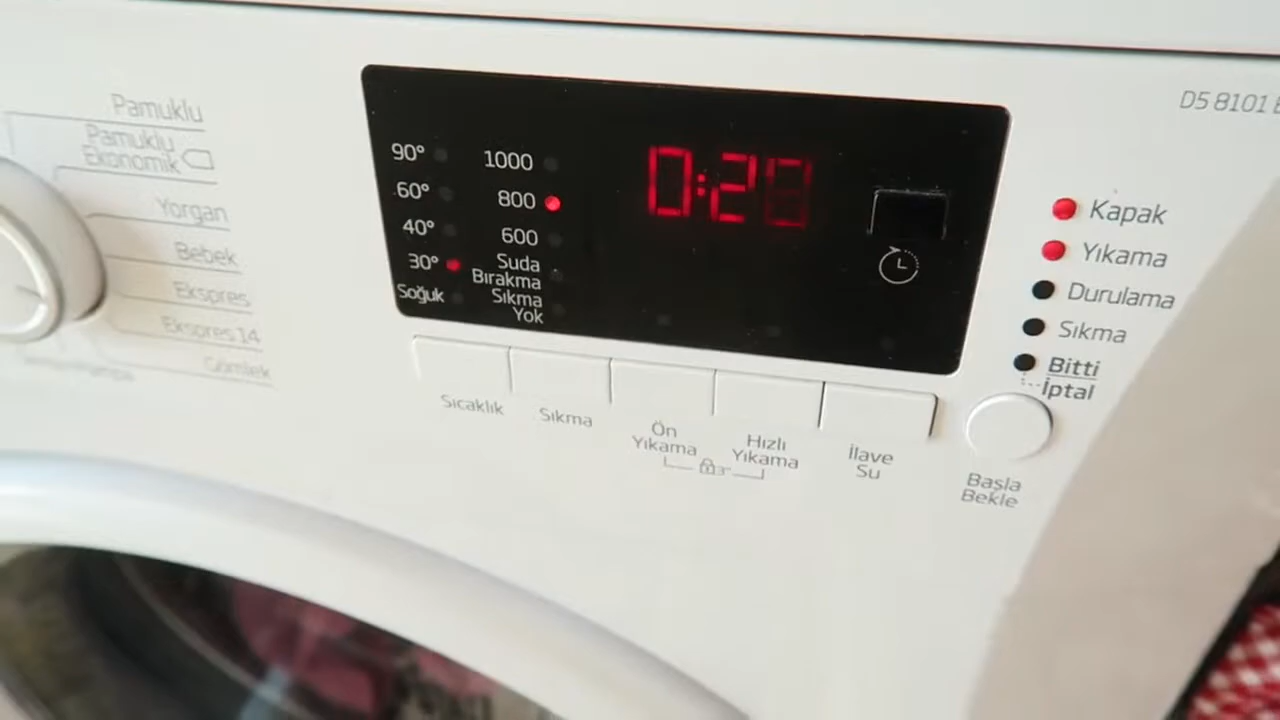 Pamuklu
Pamuklu
Ekonomik
Yorgan
Bebek
Ekspres
Ekspres 14
Gömlek
90°
60°
40°
30°
Soğuk
1000
800
600
Suda
Bırakma
Sıkma
Yok
D5 8101
Kapak
Yıkama
Durulama
Sıkma
Bitti
İptal
Sıcaklık
Sıkma
Ön
Yıkama
Hızlı
Yıkama
3"
İlave
Su
Başla
Bekle